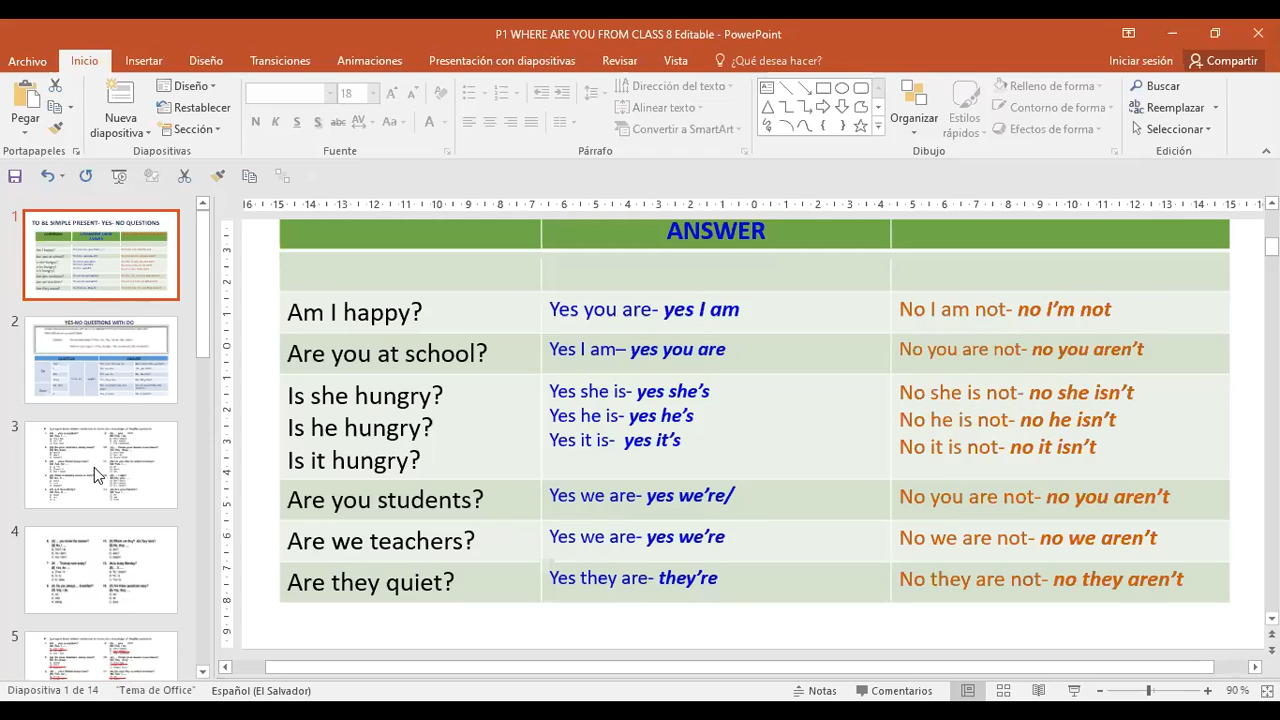 P1 WHERE ARE YOU FROM CLASS 8 Editable - PowerPoint
Archivo Inicio Insertar Diseño Transiciones Animaciones Presentación con diapositivas Revisar Vista ¿Qué desea hacer? Iniciar sesión Compartir
Pegar
Portapapeles
Nueva diapositiva
Diseño
Restablecer
Sección
Diapositivas
18
N K S S abc AV Aa A
Fuente
Dirección del texto
Alinear texto
Convertir a SmartArt
Párrafo
Organizar
Estilos rápidos
Relleno de forma
Contorno de forma
Efectos de forma
Dibujo
Buscar
Reemplazar
Seleccionar
Edición
1
TO BE SIMPLE PRESENT- YES- NO QUESTIONS
2
YES-NO QUESTIONS WITH DO
3
4
5
ANSWER
Am I happy? Yes you are- yes I am No I am not- no I'm not
Are you at school? Yes I am– yes you are No you are not- no you aren't
Is she hungry? Yes she is- yes she's No she is not- no she isn't
Is he hungry? Yes he is- yes he's No he is not- no he isn't
Is it hungry? Yes it is- yes it's No it is not- no it isn't
Are you students? Yes we are- yes we're/ No you are not- no you aren't
Are we teachers? Yes we are- yes we're No we are not- no we aren't
Are they quiet? Yes they are- they're No they are not- no they aren't
Diapositiva 1 de 14 "Tema de Office" Español (El Salvador) Notas Comentarios 90 %